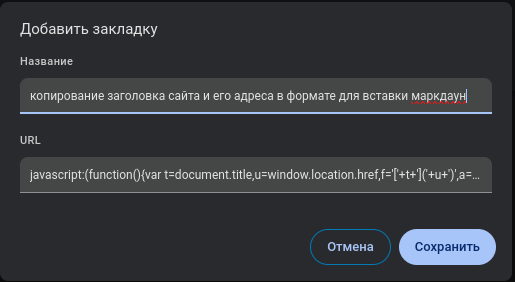 Добавить закладку
Название
копирование заголовка сайта и его адреса в формате для вставки маркдаун
URL
javascript:(function(){var t=document.title,u=window.location.href,f='['+t+']('+u+')',a=...
Отмена
Сохранить